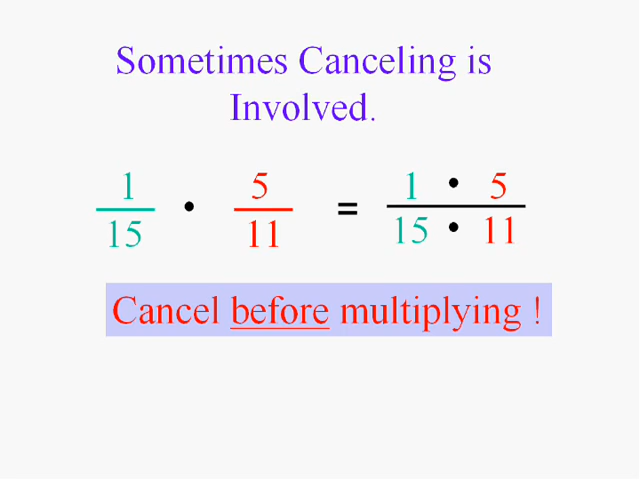 Sometimes Canceling is
Involved.
1/15 • 5/11 = 1 • 5/15 • 11
Cancel before multiplying !